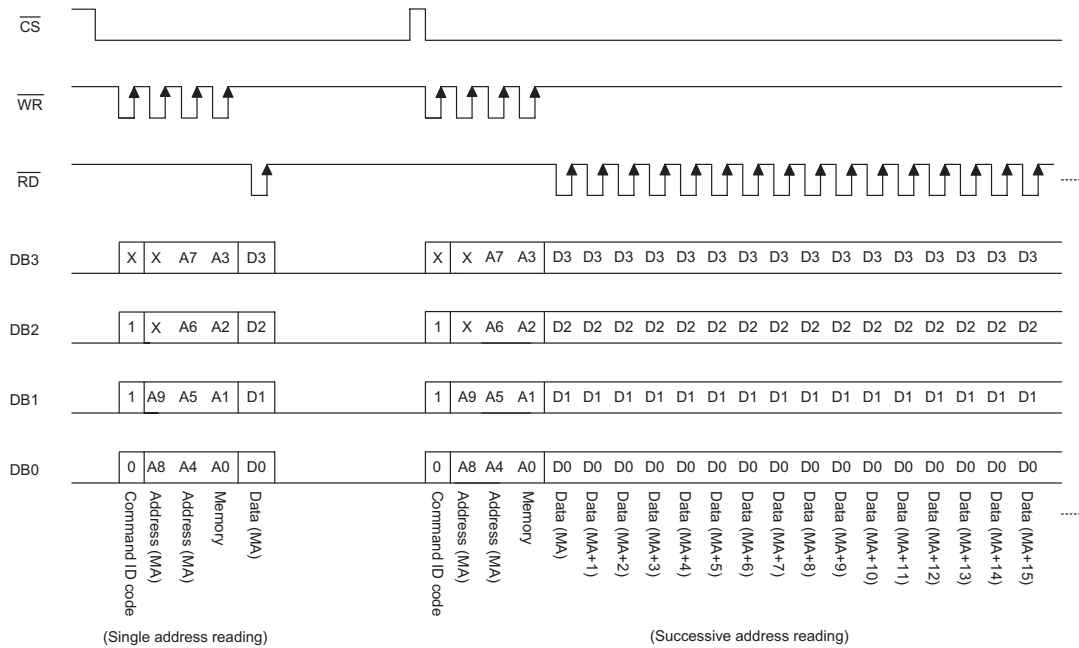 CS
WR
RD
DB3 X X A7 A3 D3 X X A7 A3 D3 D3 D3 D3 D3 D3 D3 D3 D3 D3 D3 D3 D3 D3 D3 D3
DB2 1 X A6 A2 D2 1 X A6 A2 D2 D2 D2 D2 D2 D2 D2 D2 D2 D2 D2 D2 D2 D2 D2 D2
DB1 1 A9 A5 A1 D1 1 A9 A5 A1 D1 D1 D1 D1 D1 D1 D1 D1 D1 D1 D1 D1 D1 D1 D1 D1
DB0 0 A8 A4 A0 D0 0 A8 A4 A0 D0 D0 D0 D0 D0 D0 D0 D0 D0 D0 D0 D0 D0 D0 D0 D0
Command ID code
Address (MA)
Address (MA)
Memory
Data (MA)
Command ID code
Address (MA)
Address (MA)
Memory
Data (MA)
Data (MA+1)
Data (MA+2)
Data (MA+3)
Data (MA+4)
Data (MA+5)
Data (MA+6)
Data (MA+7)
Data (MA+8)
Data (MA+9)
Data (MA+10)
Data (MA+11)
Data (MA+12)
Data (MA+13)
Data (MA+14)
Data (MA+15)
(Single address reading) (Successive address reading)